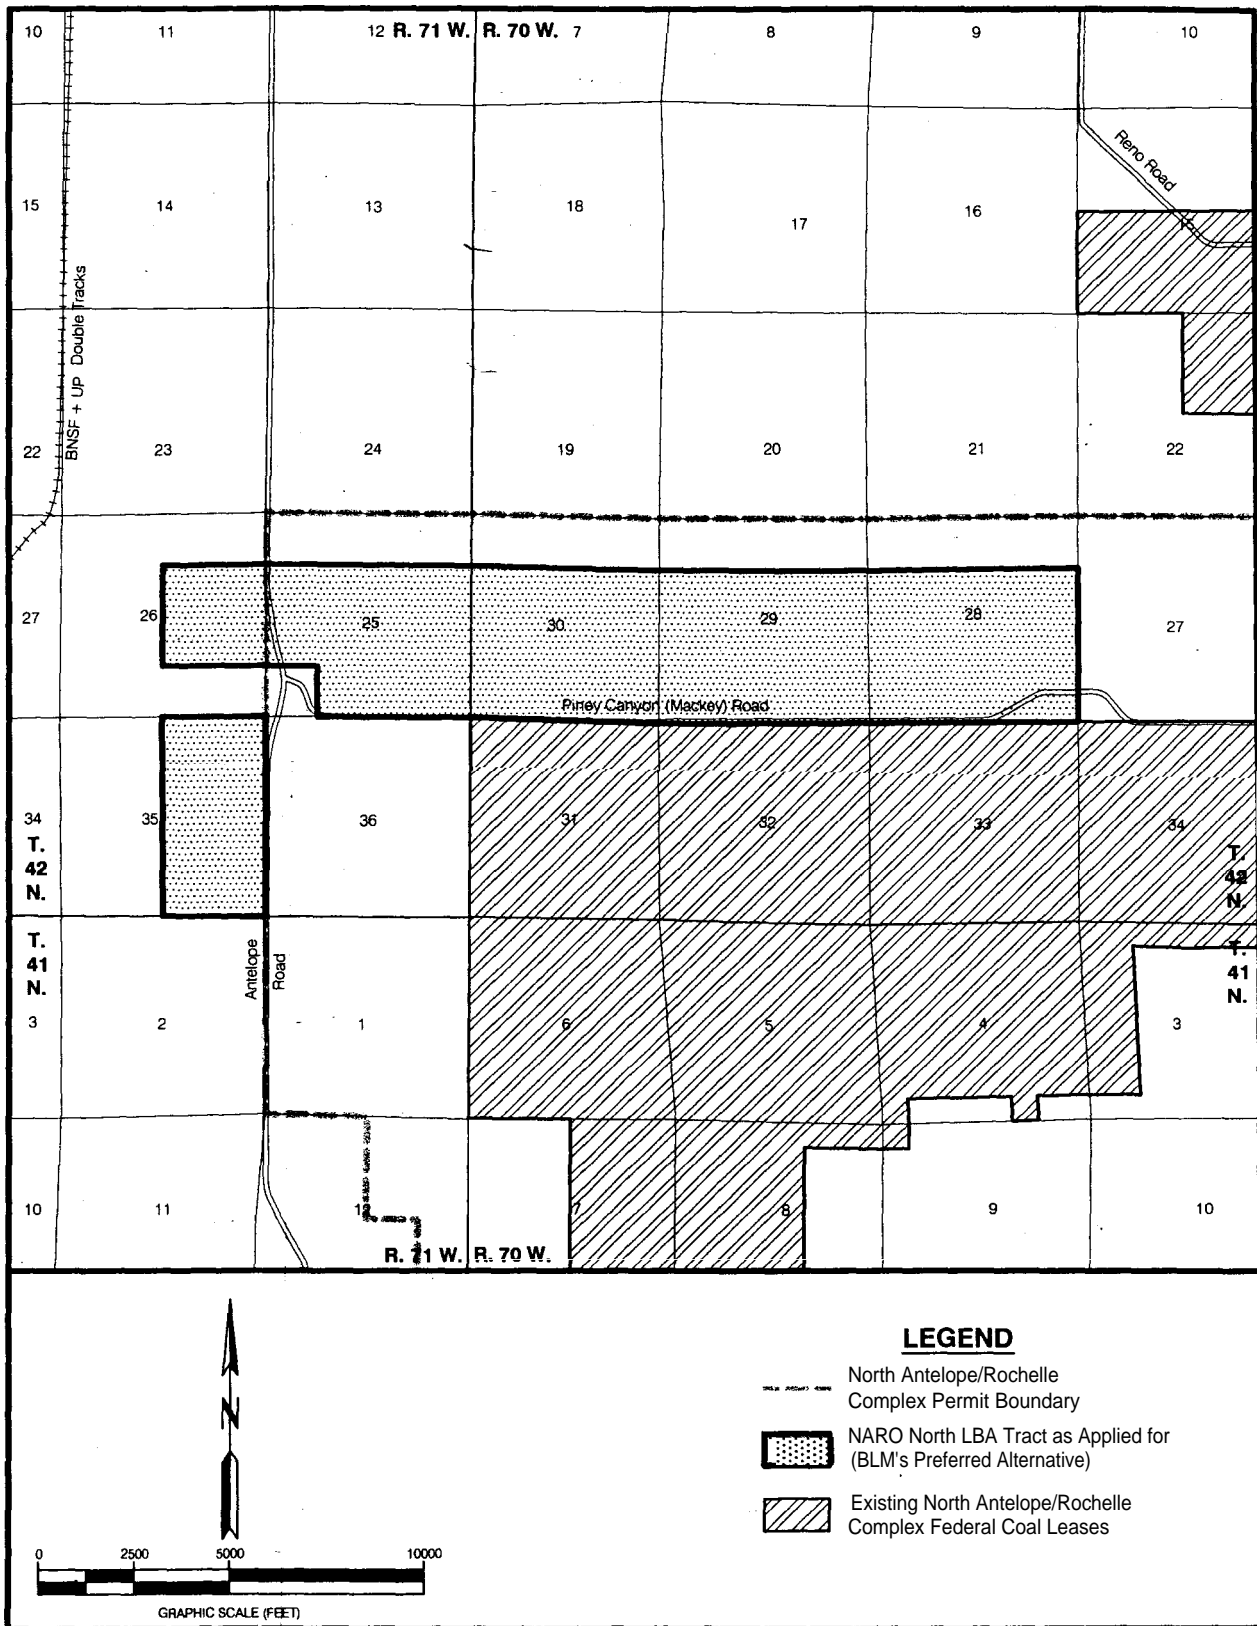 10 11 12 R. 71 W. R. 70 W. 7 8 9 10
Reno Road
15 14 13 18 17 16 15
BNSF + UP Double Tracks
22 23 24 19 20 21 22
27 26 25 30 29 28 27
Piney Canyon (Mackey) Road
34 35 36 31 32 33 34
T.
42
N.
T.
42
N.
T.
41
N.
T.
41
N.
Antelope
Road
3 2 1 6 5 4 3
10 11 7 8 9 10
R. 71 W. R. 70 W.
N
LEGEND
North Antelope/Rochelle
Complex Permit Boundary
NARO North LBA Tract as Applied for
(BLM's Preferred Alternative)
Existing North Antelope/Rochelle
Complex Federal Coal Leases
0 2500 5000 10000
GRAPHIC SCALE (FEET)